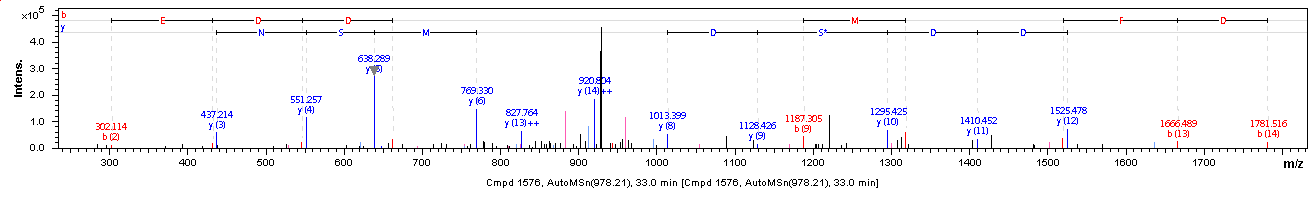 ×10⁵
b E D D M F D
y N S M D S* D D
Intens.
4.0
3.0
2.0
1.0
0.0
302.114
b (2)
437.214
y (3)
551.257
y (4)
638.289
y (5)
769.330
y (6)
827.764
y (13)++
920.804
y (14)++
1013.399
y (8)
1128.426
y (9)
1187.305
b (9)
1295.425
y (10)
1410.452
y (11)
1525.478
y (12)
1666.489
b (13)
1781.516
b (14)
300 400 500 600 700 800 900 1000 1100 1200 1300 1400 1500 1600 1700 m/z
Cmpd 1576, AutoMSn(978.21), 33.0 min [Cmpd 1576, AutoMSn(978.21), 33.0 min]